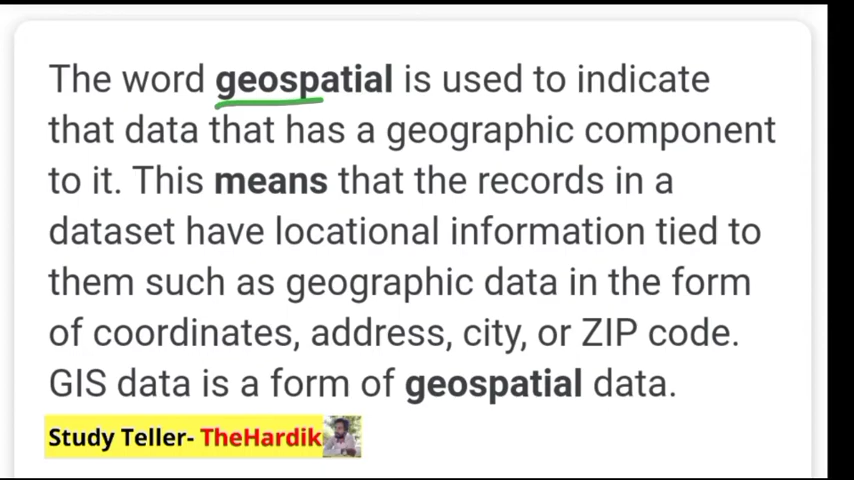 The word geospatial is used to indicate
that data that has a geographic component
to it. This means that the records in a
dataset have locational information tied to
them such as geographic data in the form
of coordinates, address, city, or ZIP code.
GIS data is a form of geospatial data.
Study Teller- TheHardik